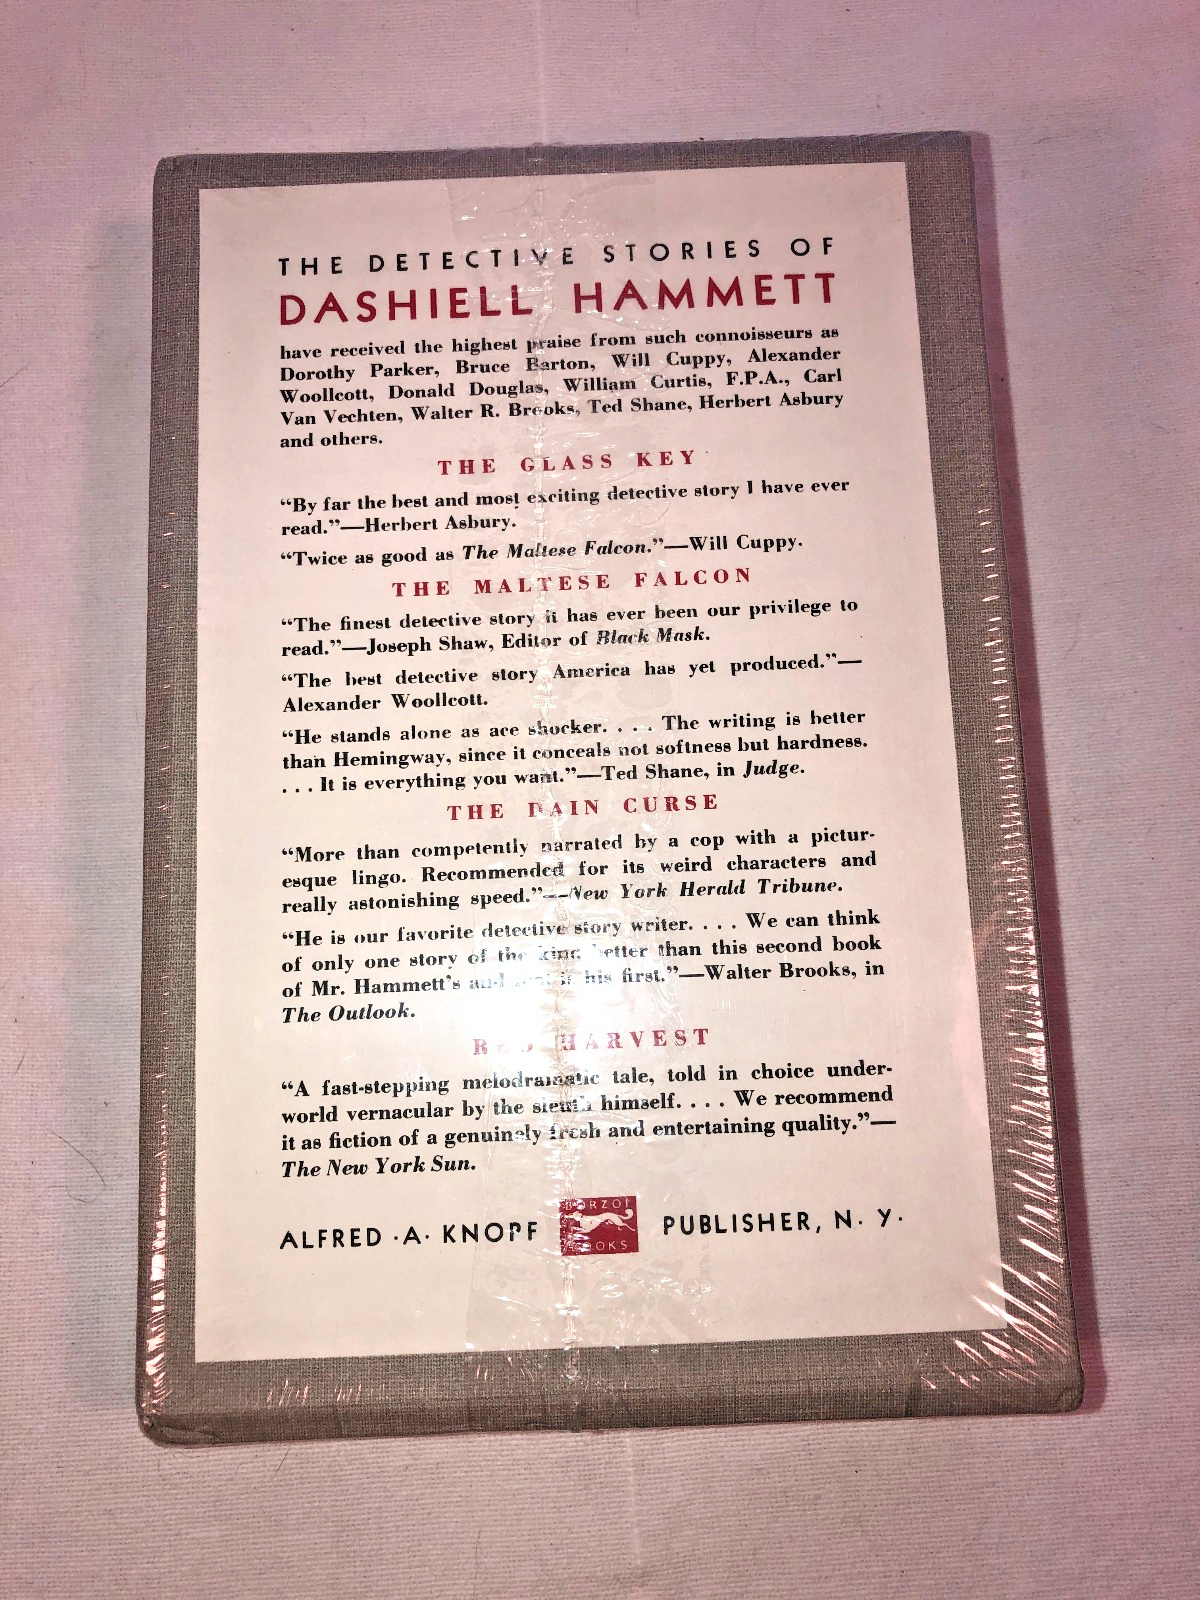 THE DETECTIVE STORIES OF
DASHIELL HAMMETT
have received the highest praise from such connoisseurs as
Dorothy Parker, Bruce Barton, Will Cuppy, Alexander
Woollcott, Donald Douglas, William Curtis, F.P.A., Carl
Van Vechten, Walter R. Brooks, Ted Shane, Herbert Asbury
and others.
THE GLASS KEY
“By far the best and most exciting detective story I have ever
read.”—Herbert Asbury.
“Twice as good as The Maltese Falcon.”—Will Cuppy.
THE MALTESE FALCON
“The finest detective story it has ever been our privilege to
read.”—Joseph Shaw, Editor of Black Mask.
“The best detective story America has yet produced.”—
Alexander Woollcott.
“He stands alone as ace shocker. . . . The writing is better
than Hemingway, since it conceals not softness but hardness.
. . . It is everything you want.”—Ted Shane, in Judge.
THE DAIN CURSE
“More than competently narrated by a cop with a pictur-
esque lingo. Recommended for its weird characters and
really astonishing speed.”—New York Herald Tribune.
“He is our favorite detective story writer. . . . We can think
of only one story of the kind better than this second book
of Mr. Hammett's and his first.”—Walter Brooks, in
The Outlook.
RED HARVEST
“A fast-stepping melodramatic tale, told in choice under-
world vernacular by the sleuth himself. . . . We recommend
it as fiction of a genuinely fresh and entertaining quality.”—
The New York Sun.
ALFRED · A · KNOPF BORZOI BOOKS PUBLISHER, N. Y.